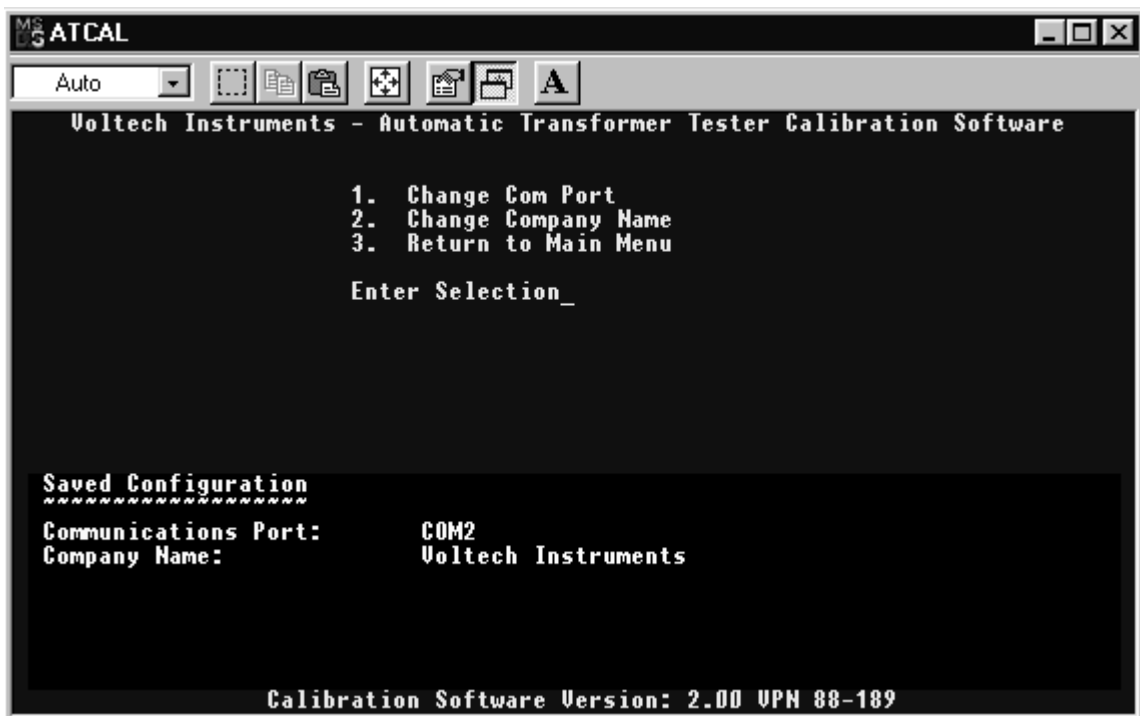 MS DOS ATCAL
Auto
A
Voltech Instruments - Automatic Transformer Tester Calibration Software
1. Change Com Port
2. Change Company Name
3. Return to Main Menu
Enter Selection_
Saved Configuration
~~~~~~~~~~~~~~~~~~~
Communications Port: COM2
Company Name: Voltech Instruments
Calibration Software Version: 2.00 VPN 88-189